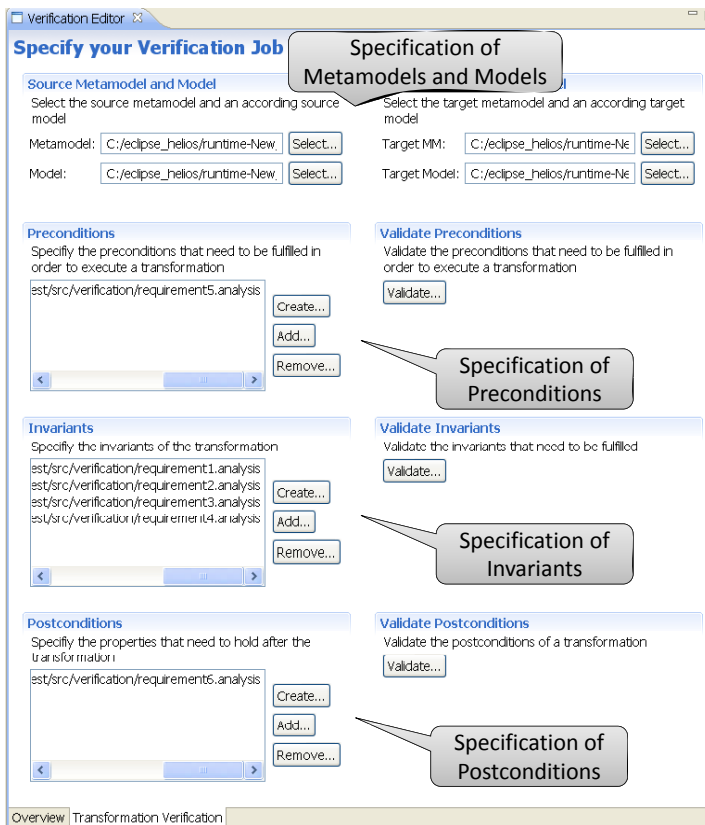 Verification Editor
Specify your Verification Job
Specification of
Metamodels and Models
Source Metamodel and Model
Select the source metamodel and an according source
model
Metamodel: C:/eclipse_helios/runtime-New_ Select...
Model: C:/eclipse_helios/runtime-New_ Select...
Select the target metamodel and an according target
model
Target MM: C:/eclipse_helios/runtime-Ne Select...
Target Model: C:/eclipse_helios/runtime-Ne Select...
Preconditions
Specifiy the preconditions that need to be fulfilled in
order to execute a transformation
est/src/verification/requirement5.analysis
Create...
Add...
Remove...
Validate Preconditions
Validate the preconditions that need to be fulfilled in
order to execute a transformation
Validate...
Specification of
Preconditions
Invariants
Specifiy the invariants of the transformation
est/src/verification/requirement1.analysis
est/src/verification/requirement2.analysis
est/src/verification/requirement3.analysis
est/src/verification/requirement4.analysis
Create...
Add...
Remove...
Validate Invariants
Validate the invariants that need to be fulfilled
Validate...
Specification of
Invariants
Postconditions
Specifiy the properties that need to hold after the
transformation
est/src/verification/requirement6.analysis
Create...
Add...
Remove...
Validate Postconditions
Validate the postconditions of a transformation
Validate...
Specification of
Postconditions
Overview Transformation Verification